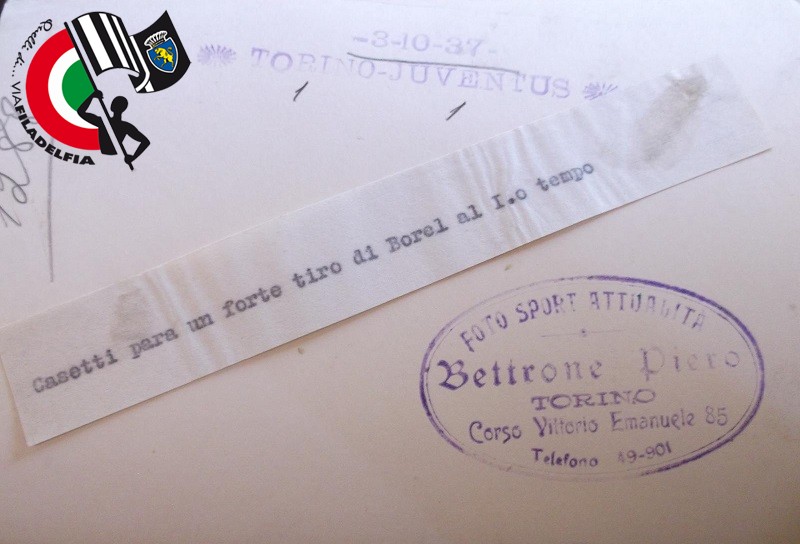 Quelli di... VIAFILADELFIA
-3-10-37-
TORINO-JUVENTUS
1 1
Casetti para un forte tiro di Borel al I.o tempo
FOTO SPORT ATTUALITÀ
Bettrone Piero
TORINO
Corso Vittorio Emanuele 85
Telefono 49-901